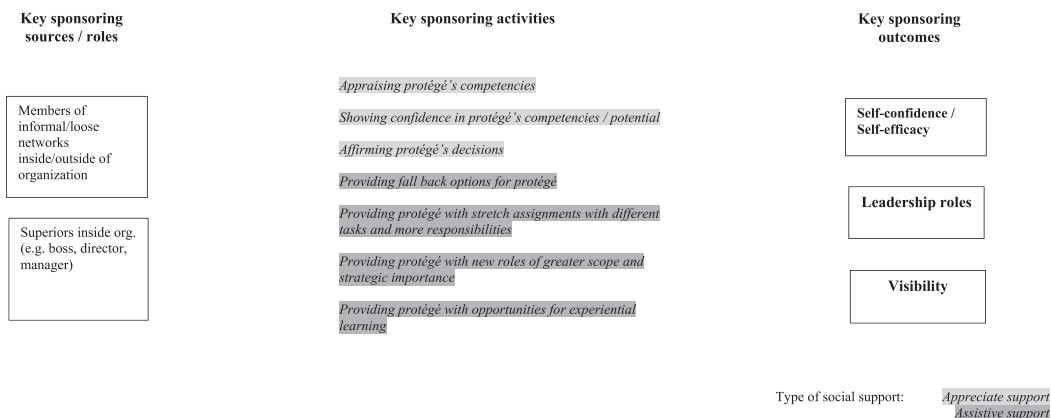 Key sponsoring
sources / roles
Members of
informal/loose
networks
inside/outside of
organization
Superiors inside org.
(e.g. boss, director,
manager)
Key sponsoring activities
Appraising protégé's competencies
Showing confidence in protégé's competencies / potential
Affirming protégé's decisions
Providing fall back options for protégé
Providing protégé with stretch assignments with different
tasks and more responsibilities
Providing protégé with new roles of greater scope and
strategic importance
Providing protégé with opportunities for experiential
learning
Key sponsoring
outcomes
Self-confidence /
Self-efficacy
Leadership roles
Visibility
Type of social support: Appreciate support
Assistive support